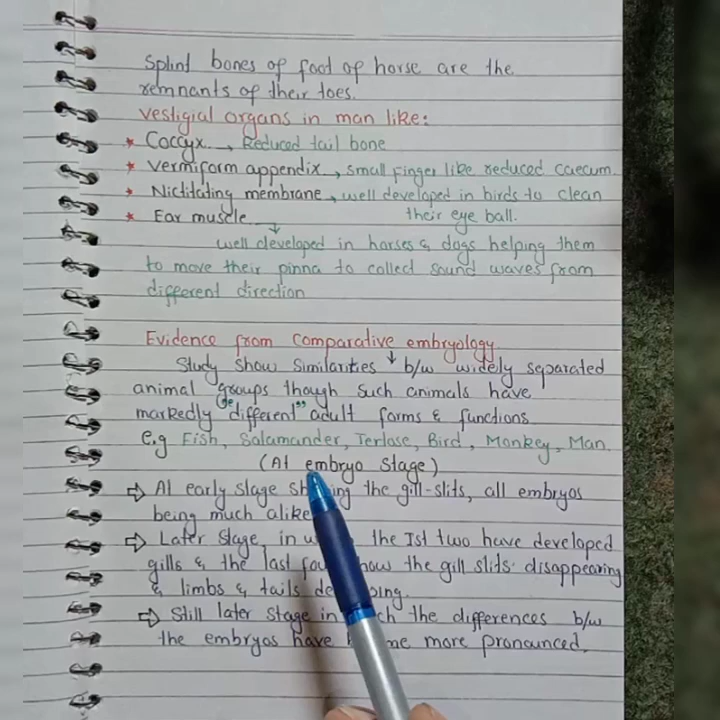 Splint bones of foot of horse are the
remnants of their toes.
Vestigial organs in man like:
* Coccyx → Reduced tail bone
* Vermiform appendix → small finger like reduced caecum.
* Nictitating membrane → well developed in birds to clean
their eye ball.
* Ear muscle
↓
well developed in horses & dogs helping them
to move their pinna to collect sound waves from
different direction
Evidence from comparative embryology
Study show similarities ↓ b/w widely separated
animal groups though such animals have
markedly "different" adult forms & functions
e.g Fish, Salamander, Terlose, Bird, Monkey, Man
(At embryo stage)
⇒ At early stage the gill-slits, all embryos
being much alike
⇒ Later stage, in the Ist two have developed
gills & the last show the gill slits disappearing
& limbs & tails
⇒ Still later stage in the differences b/w
the embryos have more pronounced.